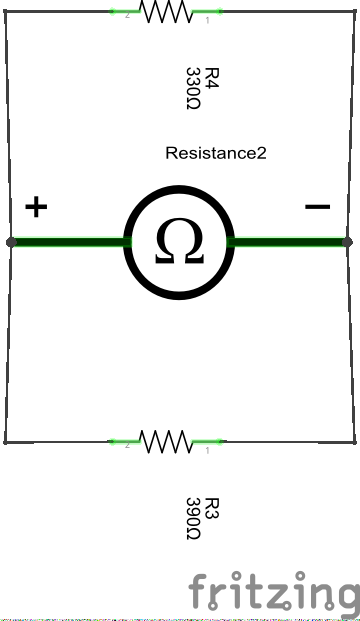 2
1
R4
330Ω
Resistance2
+
−
Ω
2
1
R3
390Ω
fritzing